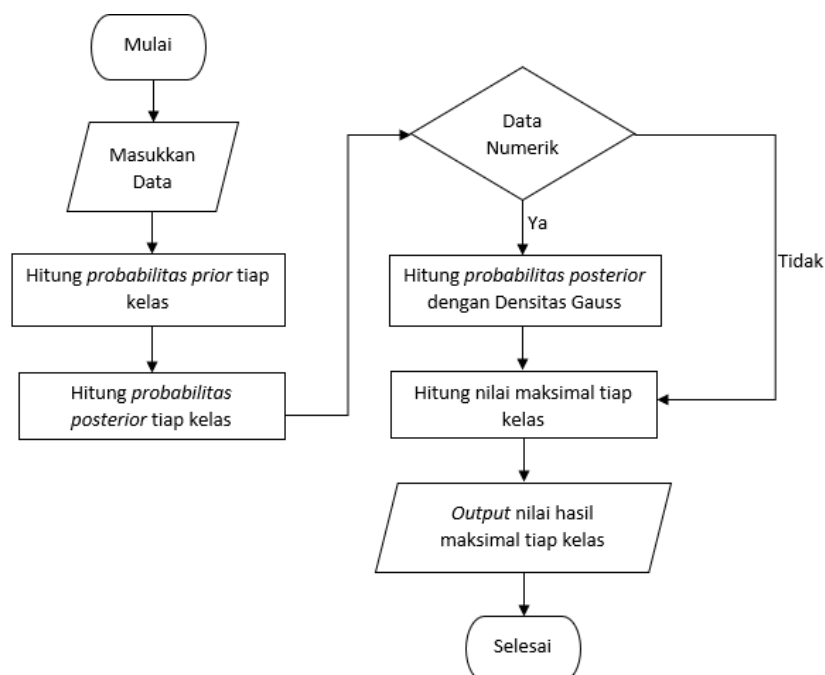 Mulai
Masukkan
Data
Hitung probabilitas prior tiap
kelas
Hitung probabilitas
posterior tiap kelas
Data
Numerik
Ya
Tidak
Hitung probabilitas posterior
dengan Densitas Gauss
Hitung nilai maksimal tiap
kelas
Output nilai hasil
maksimal tiap kelas
Selesai